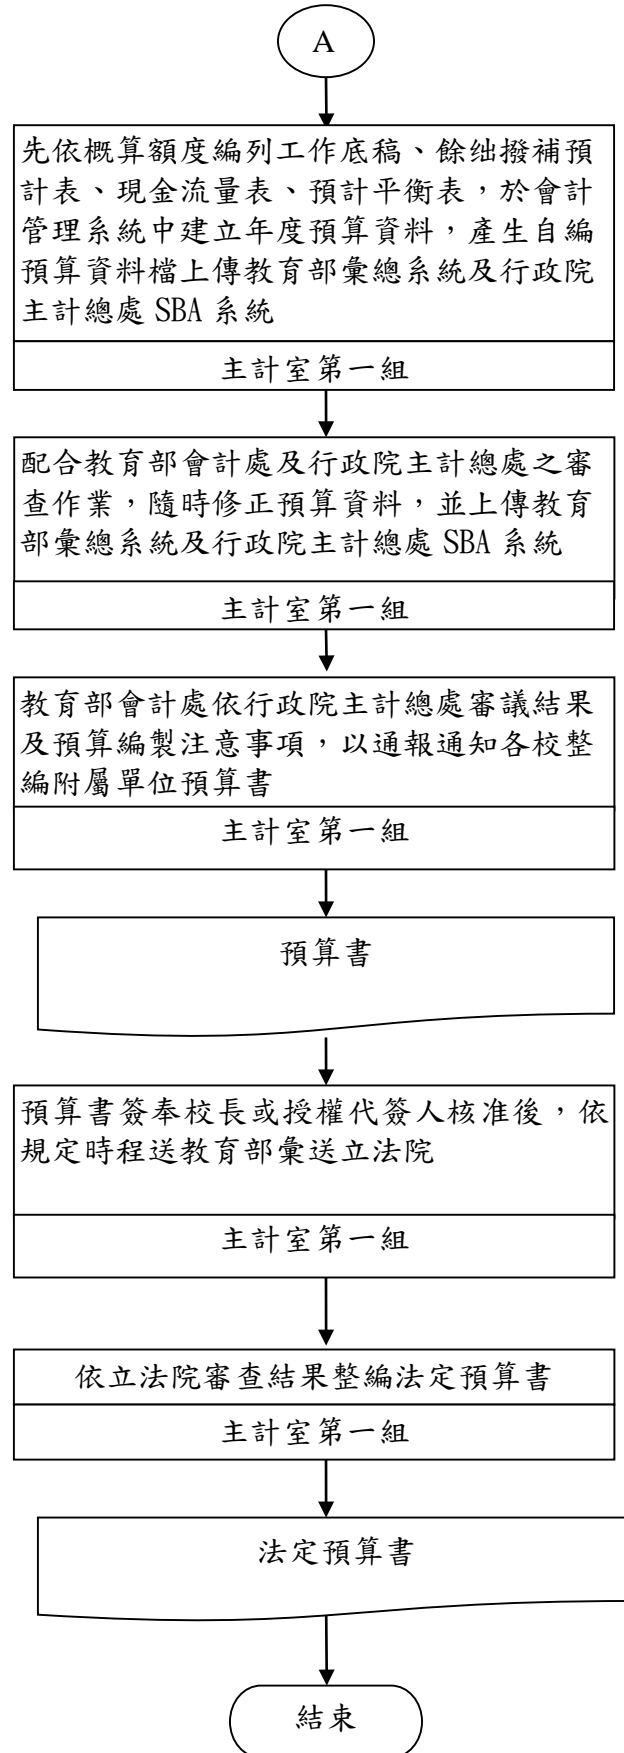 A
先依概算額度編列工作底稿、餘绌撥補預
計表、現金流量表、預計平衡表，於會計
管理系統中建立年度預算資料，產生自編
預算資料檔上傳教育部彙總系統及行政院
主計總處 SBA 系統
主計室第一組
配合教育部會計處及行政院主計總處之審
查作業，隨時修正預算資料，並上傳教育
部彙總系統及行政院主計總處 SBA 系統
主計室第一組
教育部會計處依行政院主計總處審議結果
及預算編製注意事項，以通報通知各校整
編附屬單位預算書
主計室第一組
預算書
預算書簽奉校長或授權代簽人核准後，依
規定時程送教育部彙送立法院
主計室第一組
依立法院審查結果整編法定預算書
主計室第一組
法定預算書
結束